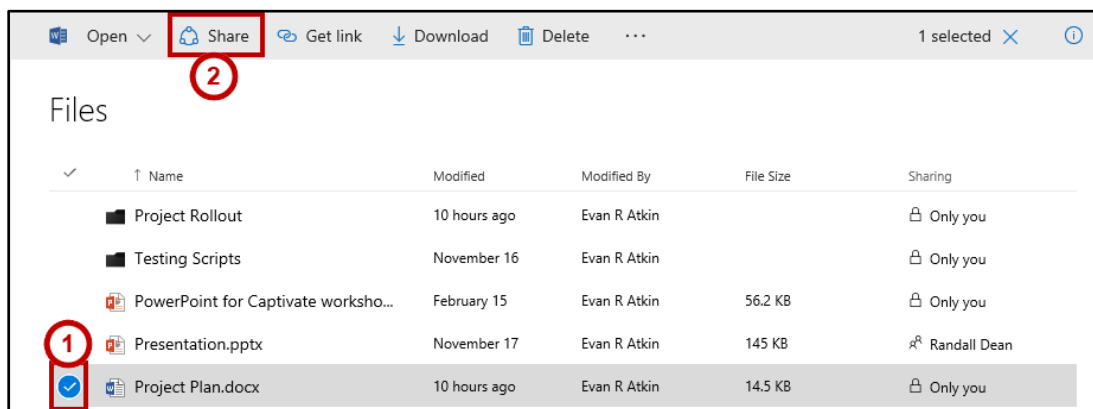 Open Share Get link Download Delete ... 1 selected
2
Files
Name Modified Modified By File Size Sharing
Project Rollout 10 hours ago Evan R Atkin Only you
Testing Scripts November 16 Evan R Atkin Only you
PowerPoint for Captivate worksho... February 15 Evan R Atkin 56.2 KB Only you
1 Presentation.pptx November 17 Evan R Atkin 145 KB Randall Dean
Project Plan.docx 10 hours ago Evan R Atkin 14.5 KB Only you